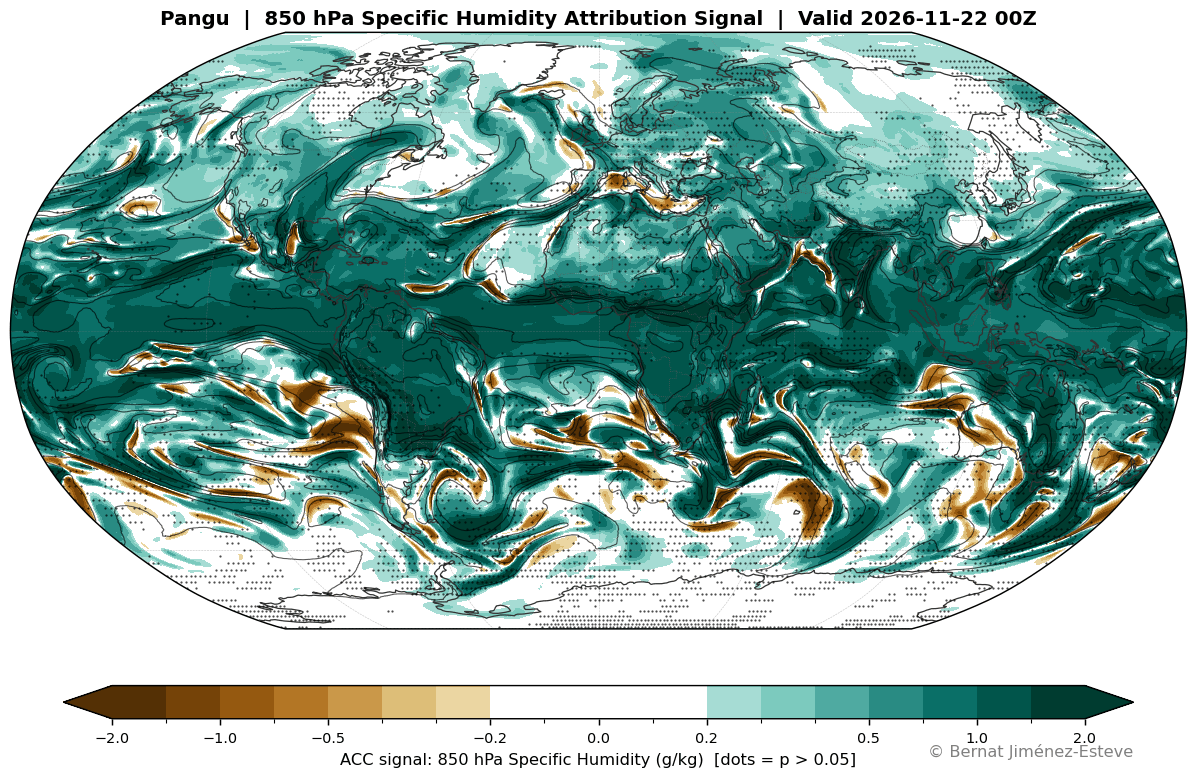 Pangu | 850 hPa Specific Humidity Attribution Signal | Valid 2026-11-22 00Z
−2.0 −1.0 −0.5 −0.2 0.0 0.2 0.5 1.0 2.0
ACC signal: 850 hPa Specific Humidity (g/kg) [dots = p > 0.05]
© Bernat Jiménez-Esteve